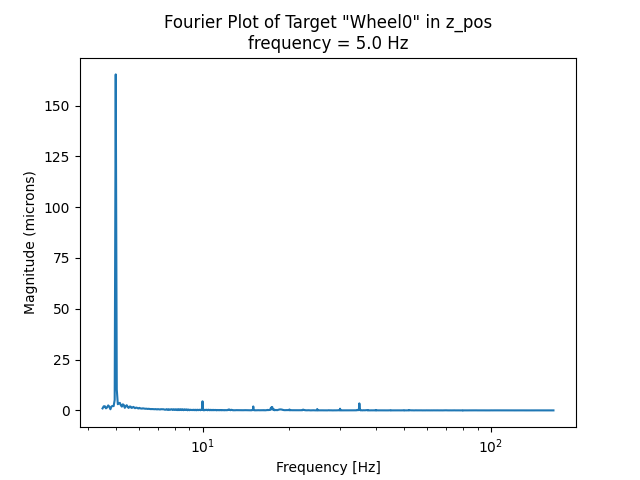 Fourier Plot of Target "Wheel0" in z_pos
frequency = 5.0 Hz
Magnitude (microns)
150
125
100
75
50
25
0
10¹
10²
Frequency [Hz]